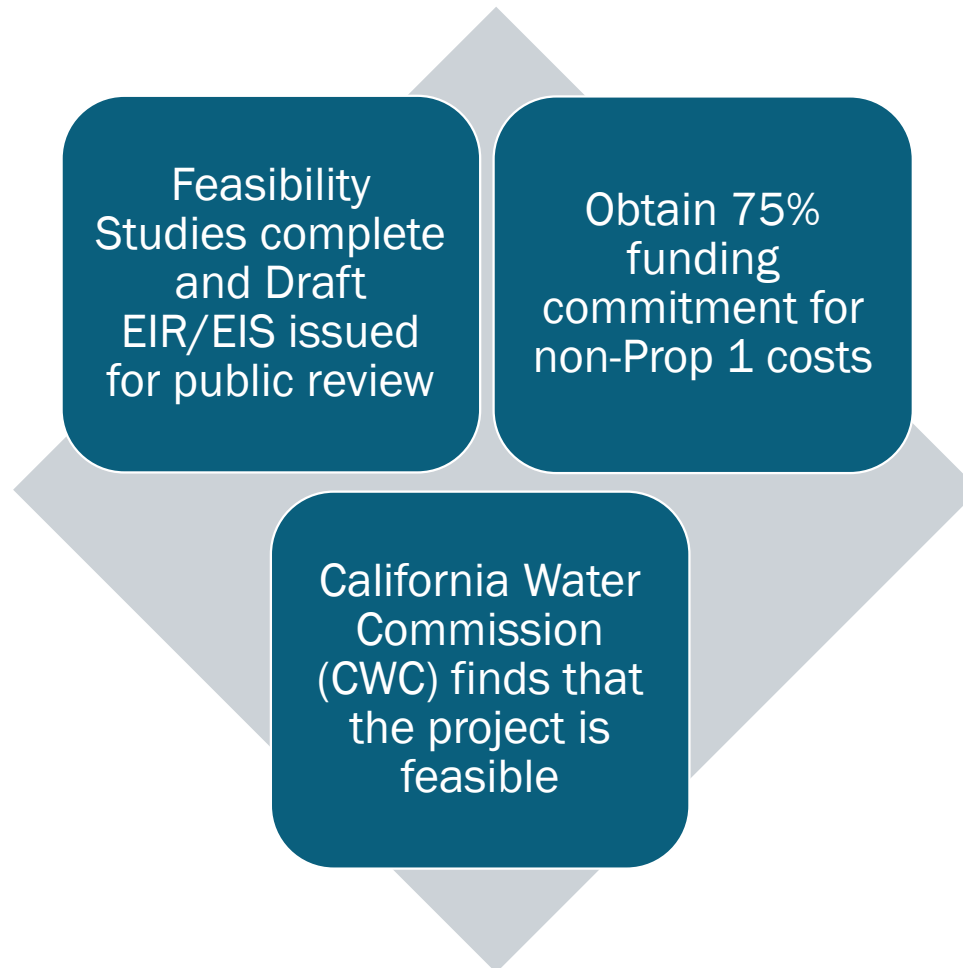 Feasibility
Studies complete
and Draft
EIR/EIS issued
for public review
Obtain 75%
funding
commitment for
non-Prop 1 costs
California Water
Commission
(CWC) finds that
the project is
feasible